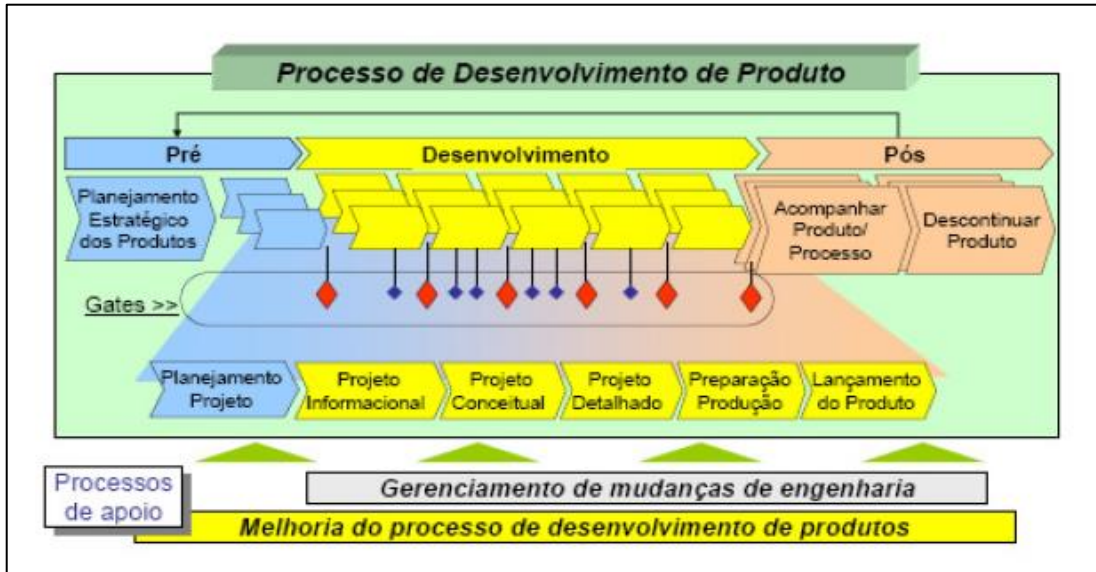 Processo de Desenvolvimento de Produto
Pré
Desenvolvimento
Pós
Planejamento
Estratégico
dos Produtos
Acompanhar
Produto/
Processo
Descontinuar
Produto
Gates >>
Planejamento
Projeto
Projeto
Informacional
Projeto
Conceitual
Projeto
Detalhado
Preparação
Produção
Lançamento
do Produto
Processos
de apoio
Gerenciamento de mudanças de engenharia
Melhoria do processo de desenvolvimento de produtos